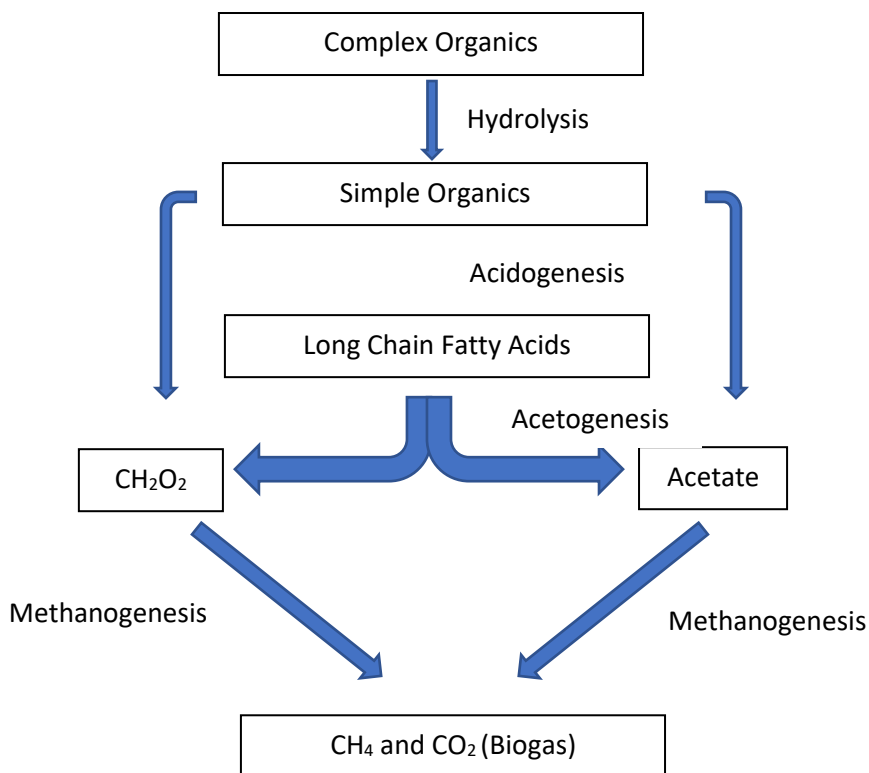 Complex Organics
Hydrolysis
Simple Organics
Acidogenesis
Long Chain Fatty Acids
Acetogenesis
CH₂O₂
Acetate
Methanogenesis
Methanogenesis
CH₄ and CO₂ (Biogas)